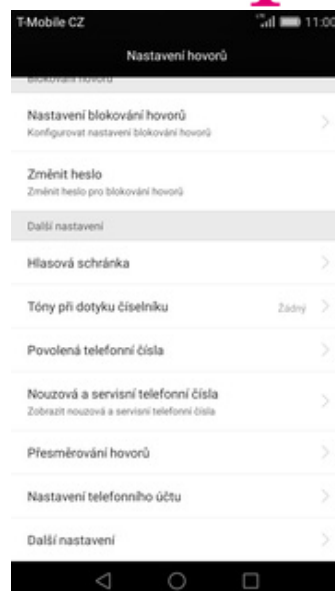 T-Mobile CZ 11:00
Nastavení hovorů
Blokování hovorů
Nastavení blokování hovorů
Konfigurovat nastavení blokování hovorů
Změnit heslo
Změnit heslo pro blokování hovorů
Další nastavení
Hlasová schránka
Tóny při dotyku číselníku Žádný
Povolená telefonní čísla
Nouzová a servisní telefonní čísla
Zobrazit nouzová a servisní telefonní čísla
Přesměrování hovorů
Nastavení telefonního účtu
Další nastavení